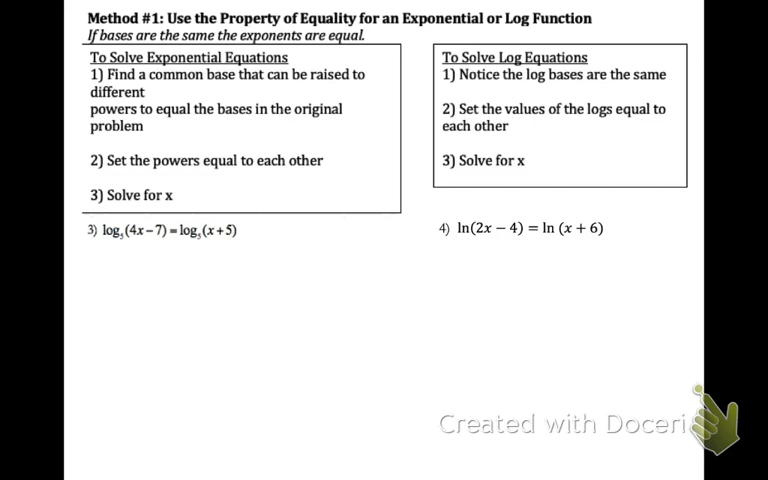 Method #1: Use the Property of Equality for an Exponential or Log Function
If bases are the same the exponents are equal.
To Solve Exponential Equations
1) Find a common base that can be raised to
different
powers to equal the bases in the original
problem
2) Set the powers equal to each other
3) Solve for x
To Solve Log Equations
1) Notice the log bases are the same
2) Set the values of the logs equal to
each other
3) Solve for x
3) log₅(4x – 7) = log₅(x + 5)
4) ln(2x − 4) = ln (x + 6)
Created with Doceri